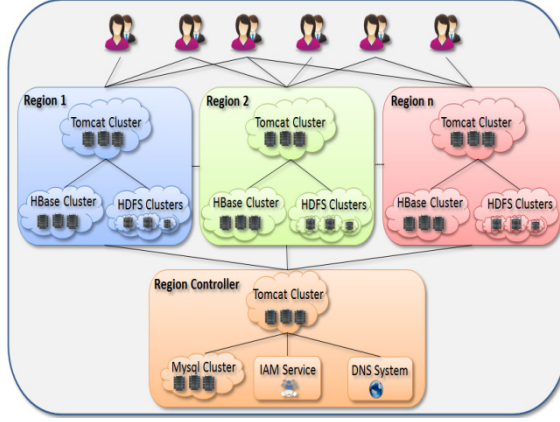 Region 1
Tomcat Cluster
HBase Cluster
HDFS Clusters
Region 2
Tomcat Cluster
HBase Cluster
HDFS Clusters
Region n
Tomcat Cluster
HBase Cluster
HDFS Clusters
Region Controller
Tomcat Cluster
Mysql Cluster
IAM Service
DNS System